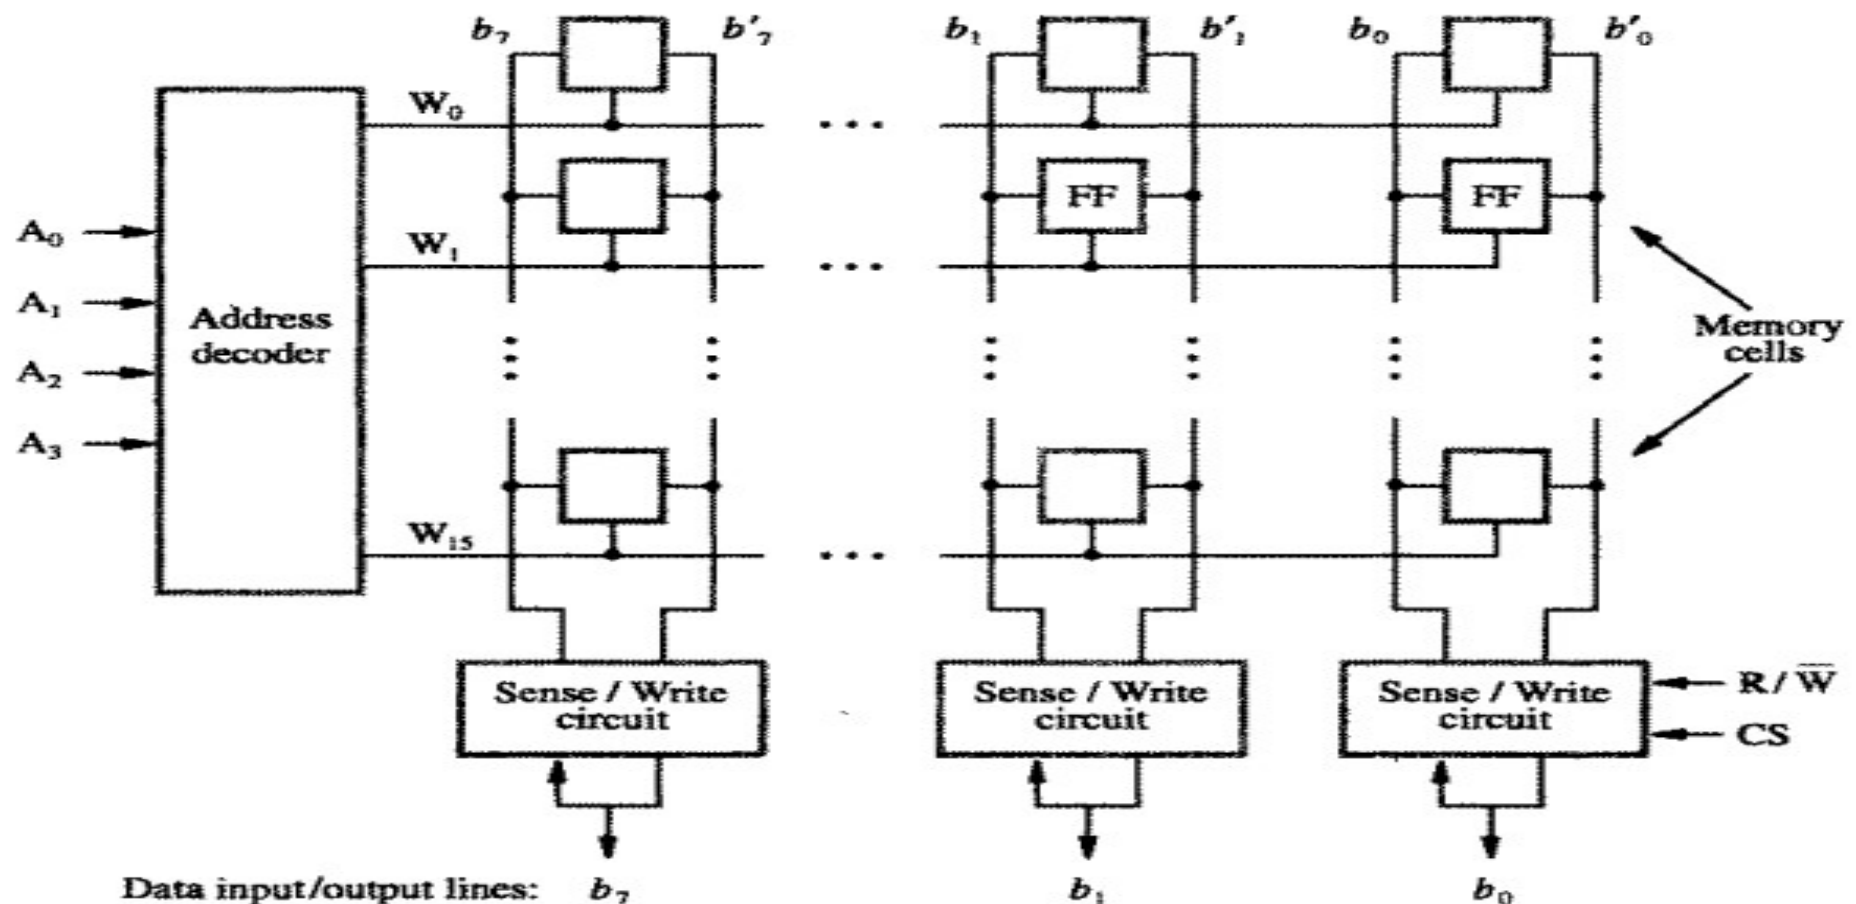 b₇ b'₇ b₁ b'₁ b₀ b'₀
W₀
FF FF
A₀
W₁
A₁
Address
decoder
Memory
cells
A₂
A₃
W₁₅
Sense / Write
circuit
Sense / Write
circuit
Sense / Write
circuit
R / W̅
CS
Data input/output lines: b₇ b₁ b₀